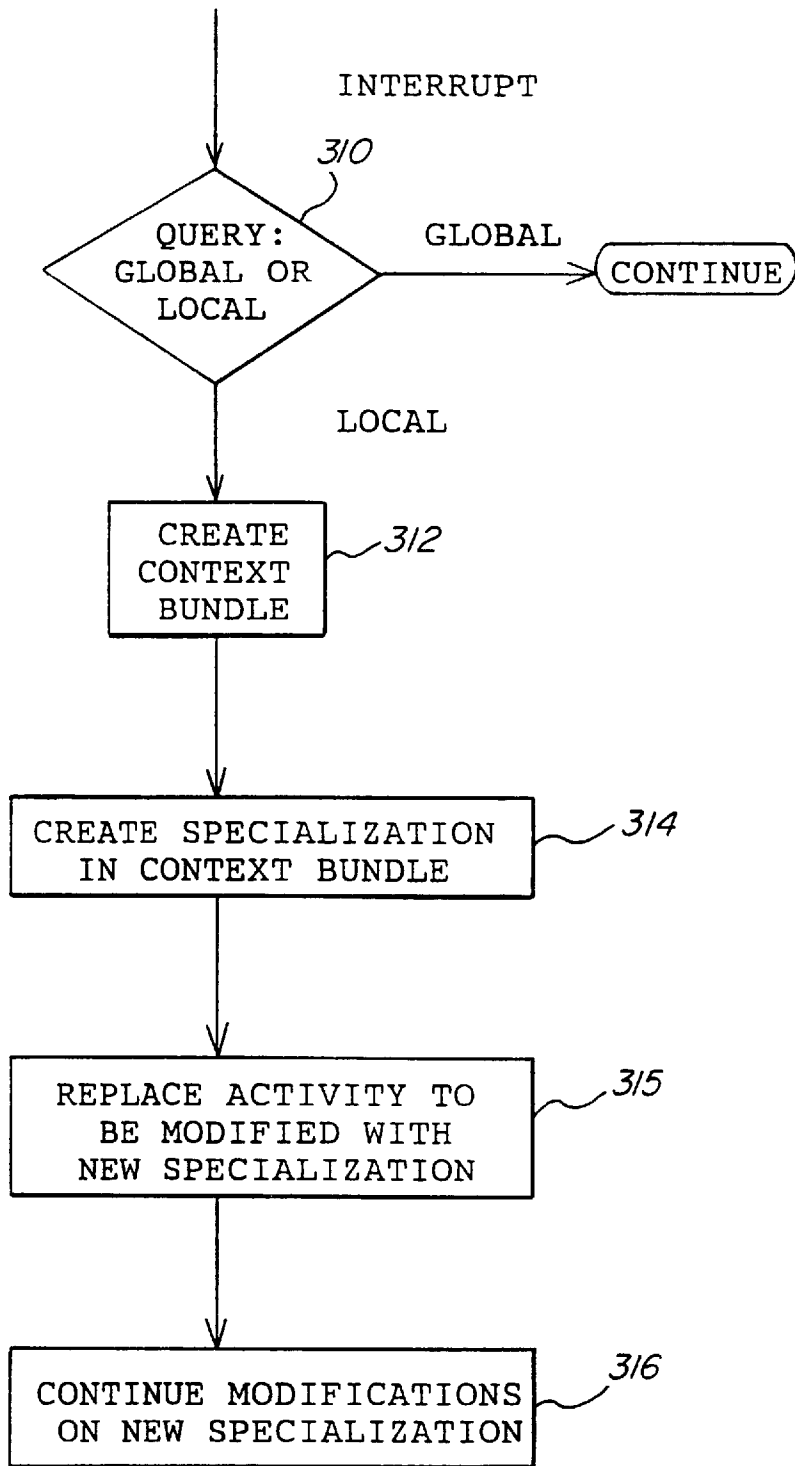 INTERRUPT
310
QUERY:
GLOBAL OR
LOCAL
GLOBAL
CONTINUE
LOCAL
CREATE
CONTEXT
BUNDLE
312
CREATE SPECIALIZATION
IN CONTEXT BUNDLE
314
REPLACE ACTIVITY TO
BE MODIFIED WITH
NEW SPECIALIZATION
315
CONTINUE MODIFICATIONS
ON NEW SPECIALIZATION
316